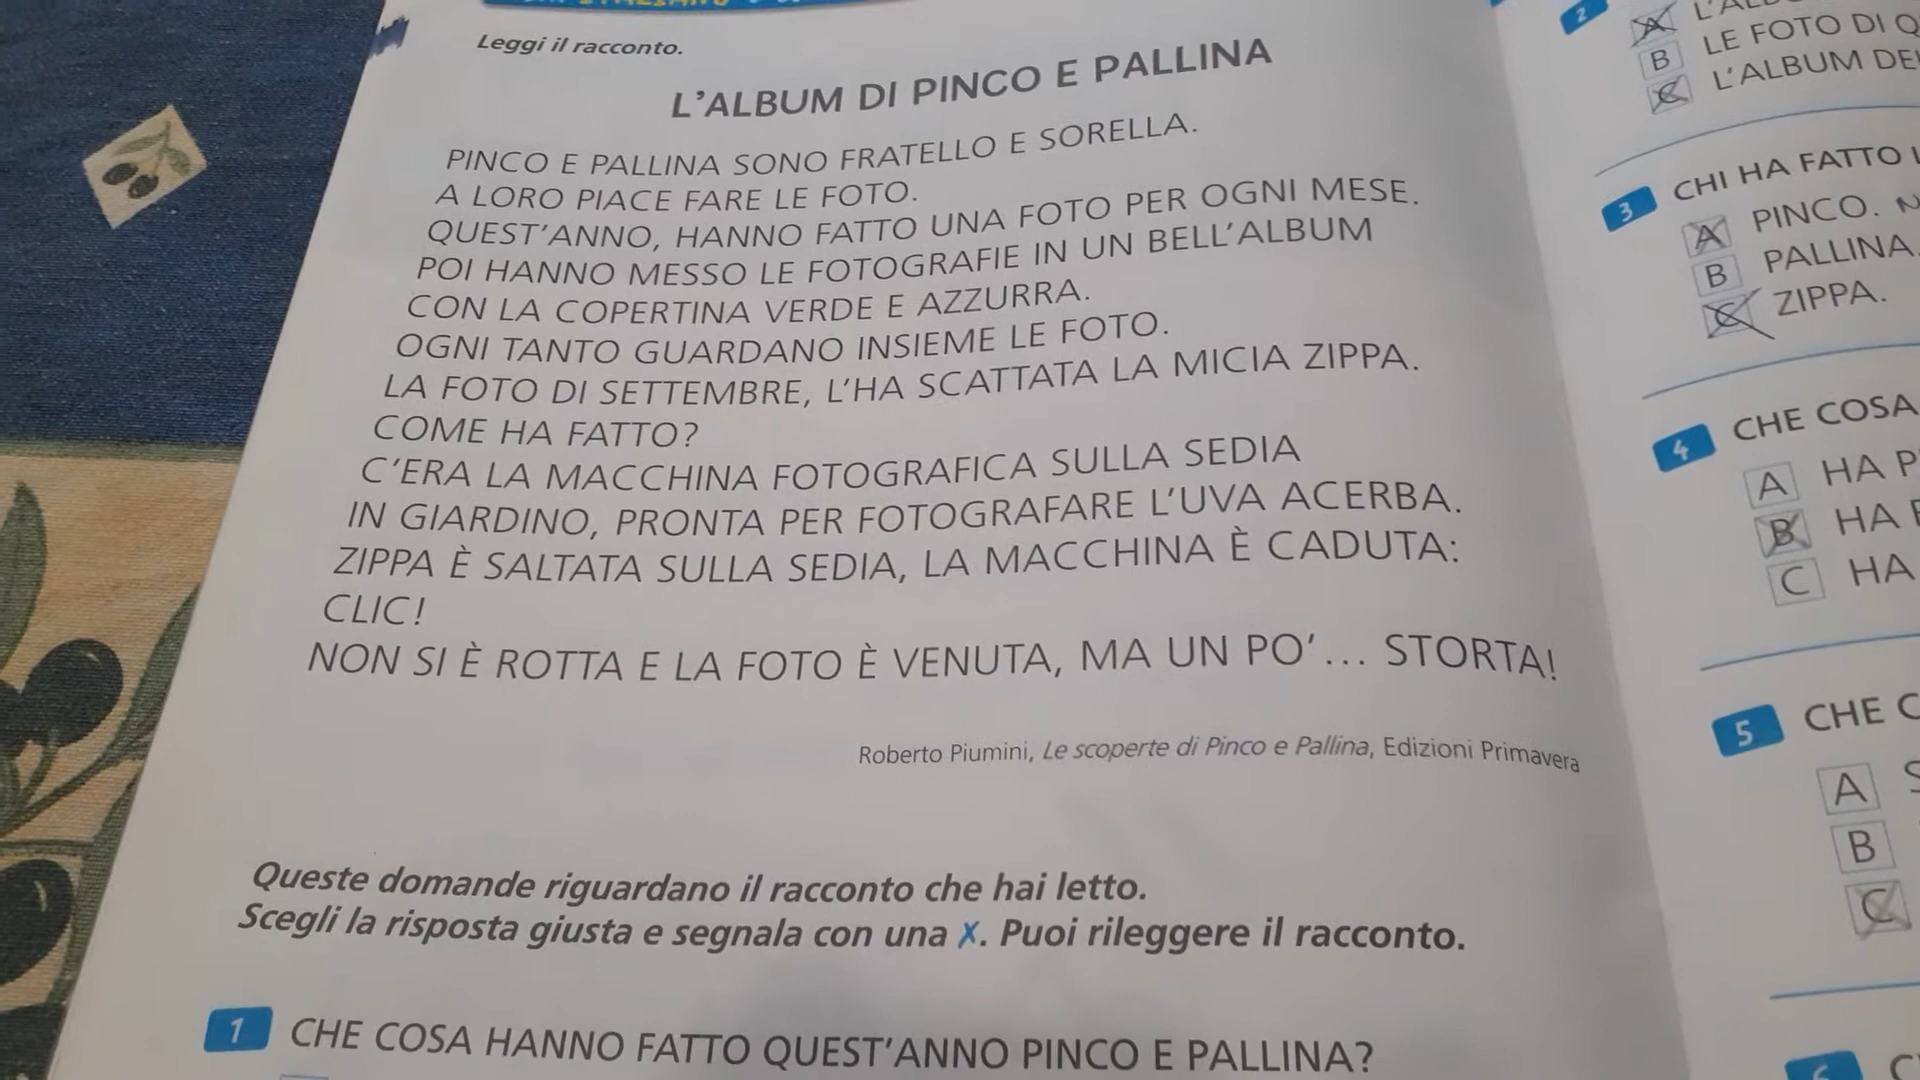 Leggi il racconto.
L'ALBUM DI PINCO E PALLINA
PINCO E PALLINA SONO FRATELLO E SORELLA.
A LORO PIACE FARE LE FOTO.
QUEST'ANNO, HANNO FATTO UNA FOTO PER OGNI MESE.
POI HANNO MESSO LE FOTOGRAFIE IN UN BELL'ALBUM
CON LA COPERTINA VERDE E AZZURRA.
OGNI TANTO GUARDANO INSIEME LE FOTO.
LA FOTO DI SETTEMBRE, L'HA SCATTATA LA MICIA ZIPPA.
COME HA FATTO?
C'ERA LA MACCHINA FOTOGRAFICA SULLA SEDIA
IN GIARDINO, PRONTA PER FOTOGRAFARE L'UVA ACERBA.
ZIPPA È SALTATA SULLA SEDIA, LA MACCHINA È CADUTA:
CLIC!
NON SI È ROTTA E LA FOTO È VENUTA, MA UN PO'... STORTA!
Roberto Piumini, Le scoperte di Pinco e Pallina, Edizioni Primavera
Queste domande riguardano il racconto che hai letto.
Scegli la risposta giusta e segnala con una X. Puoi rileggere il racconto.
1 CHE COSA HANNO FATTO QUEST'ANNO PINCO E PALLINA?
2
A
B LE FOTO DI
C L'ALBUM
3 CHI HA FATTO
A PINCO.
B PALLINA.
C ZIPPA.
4 CHE COSA
A HA
B HA
C HA
5 CHE
A
B
C
6